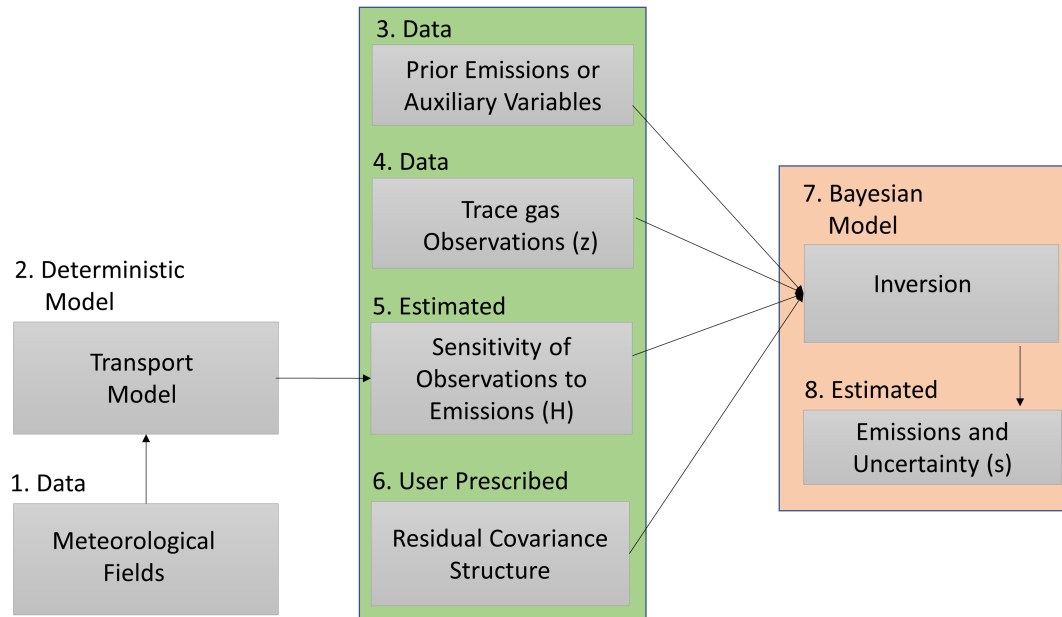 3. Data
Prior Emissions or
Auxiliary Variables
4. Data
Trace gas
Observations (z)
2. Deterministic
Model
Transport
Model
5. Estimated
Sensitivity of
Observations to
Emissions (H)
1. Data
Meteorological
Fields
6. User Prescribed
Residual Covariance
Structure
7. Bayesian
Model
Inversion
8. Estimated
Emissions and
Uncertainty (s)